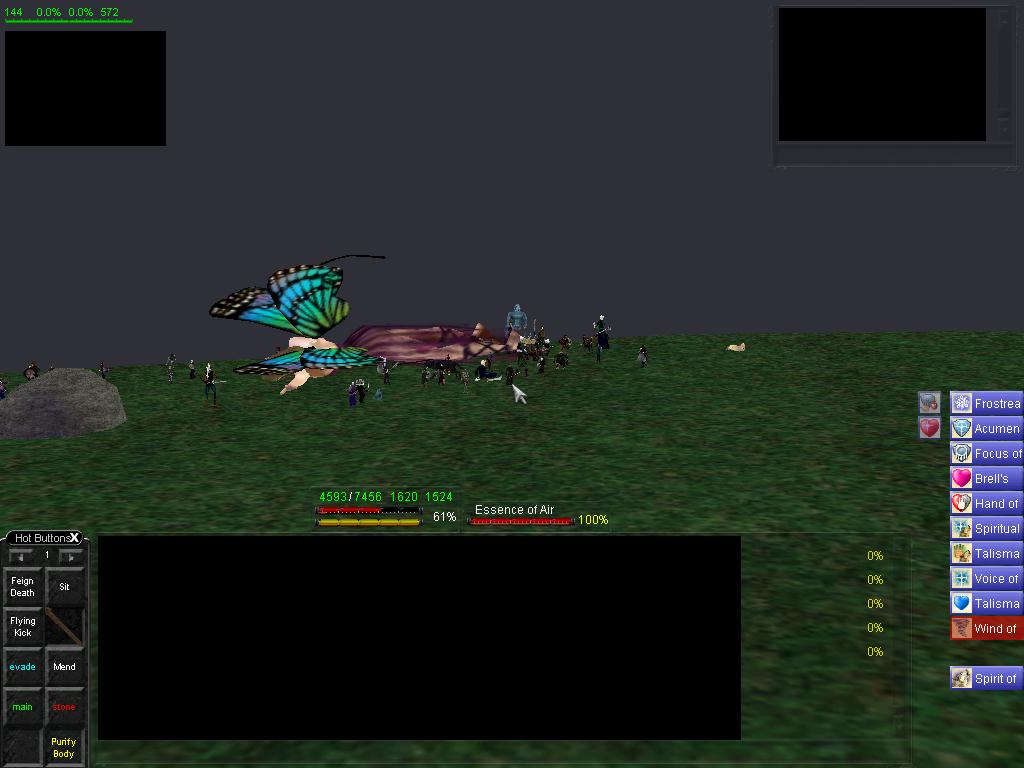 144 0.0% 0.0% 572
Frostrea
Acumen
Focus of
Brell's
Hand of
Spiritual
Talisma
Voice of
Talisma
Wind of
Spirit of
4593/7456 1620 1524
61%
Essence of Air
100%
Hot Buttons X
1
Feign Death
Sit
Flying Kick
evade
Mend
main
stone
Purify Body
0%
0%
0%
0%
0%